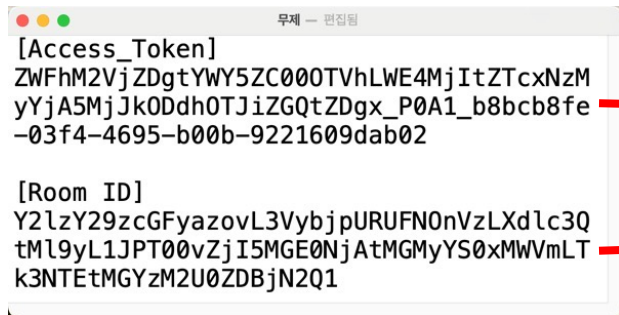 무제 — 편집됨
[Access_Token]
ZWFhM2VjZDgtYWY5ZC00OTVhLWE4MjItZTcxNzM
yYjA5MjJkODdhOTJiZGQtZDgx_P0A1_b8bcb8fe
-03f4-4695-b00b-9221609dab02
[Room ID]
Y2lzY29zcGFyazovL3VybjpURUFNOnVzLXdlc3Q
tMl9yL1JPT00vZjI5MGE0NjAtMGMyYS0xMWVmLT
k3NTEtMGYzM2U0ZDBjN2Q1